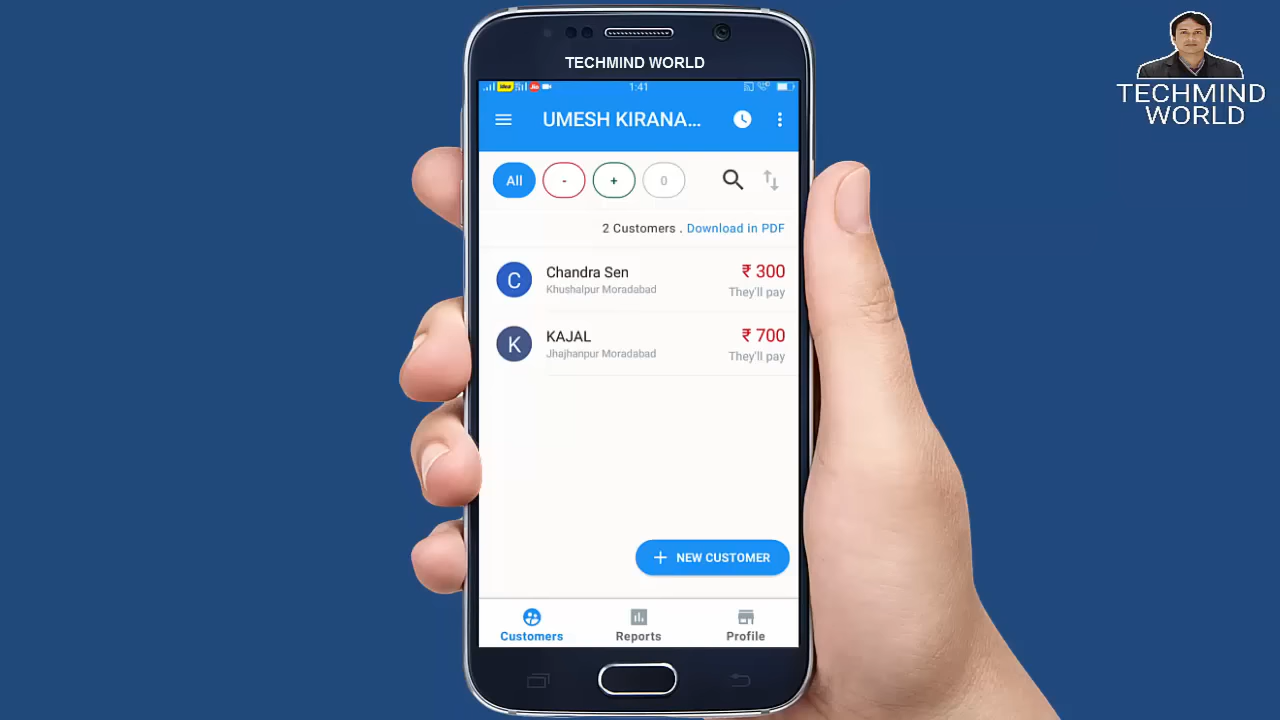 TECHMIND WORLD
TECHMIND
WORLD
1:41
UMESH KIRANA...
All - + 0
2 Customers . Download in PDF
C Chandra Sen ₹ 300
Khushalpur Moradabad They'll pay
K KAJAL ₹ 700
Jhajhanpur Moradabad They'll pay
+ NEW CUSTOMER
Customers Reports Profile